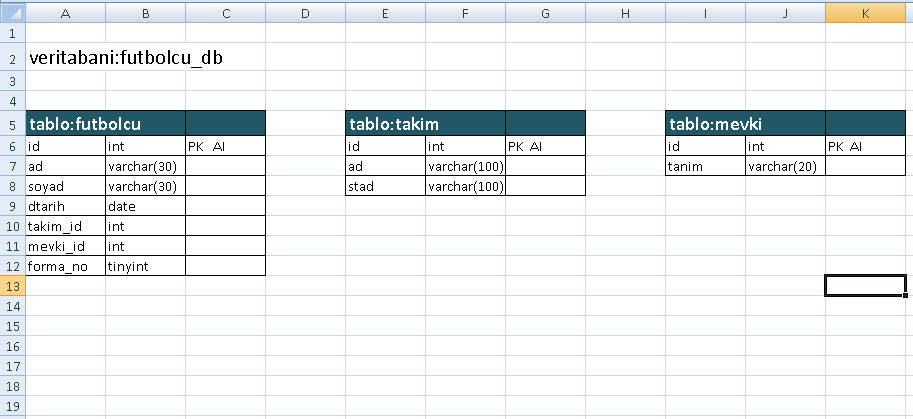 A B C D E F G H I J K
1
2 veritabani:futbolcu_db
3
4
5 tablo:futbolcu tablo:takim tablo:mevki
6 id int PK AI id int PK AI id int PK AI
7 ad varchar(30) ad varchar(100) tanim varchar(20)
8 soyad varchar(30) stad varchar(100)
9 dtarih date
10 takim_id int
11 mevki_id int
12 forma_no tinyint
13
14
15
16
17
18
19